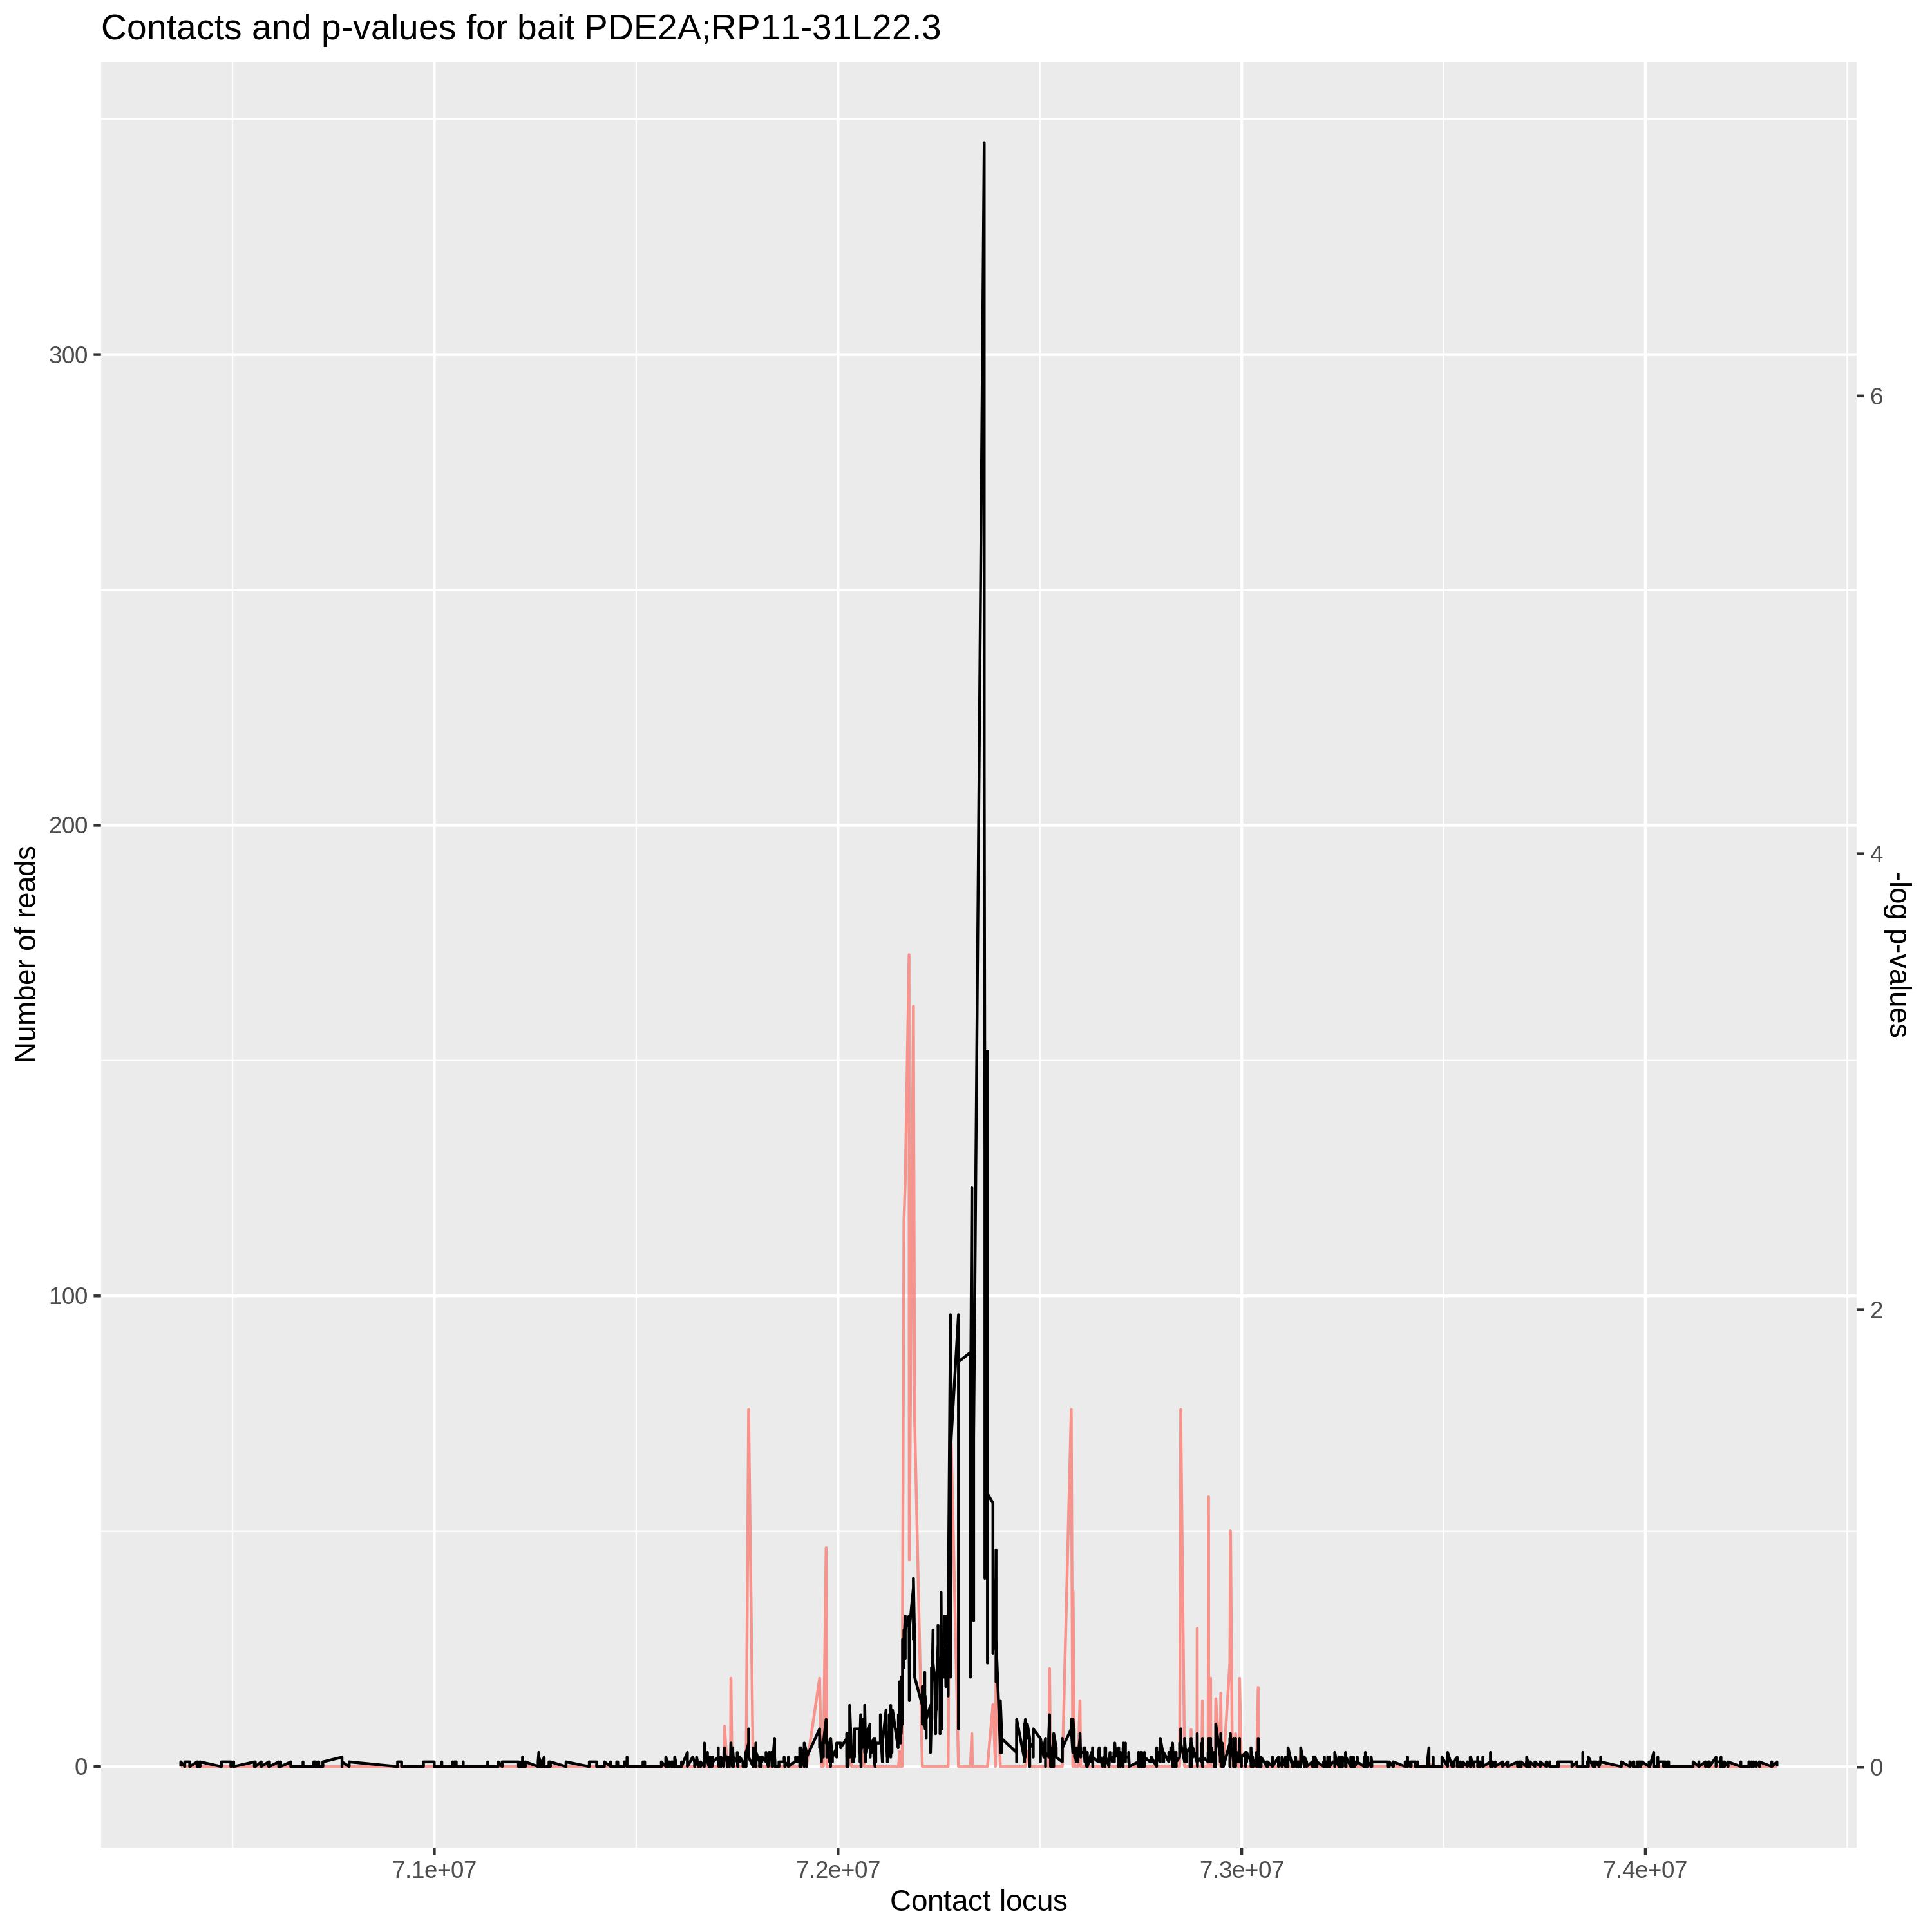 Contacts and p-values for bait PDE2A;RP11-31L22.3
Number of reads
300
200
100
0
6
4
2
0
-log p-values
7.1e+07 7.2e+07 7.3e+07 7.4e+07
Contact locus